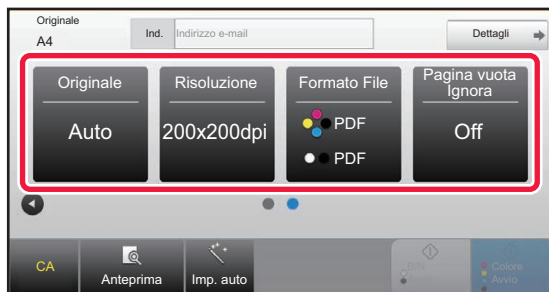 Originale
A4
Ind.
Indirizzo e-mail
Dettagli
Originale
Auto
Risoluzione
200x200dpi
Formato File
PDF
PDF
Pagina vuota
Ignora
Off
CA
Anteprima
Imp. auto
B/N
Colore
Avvio